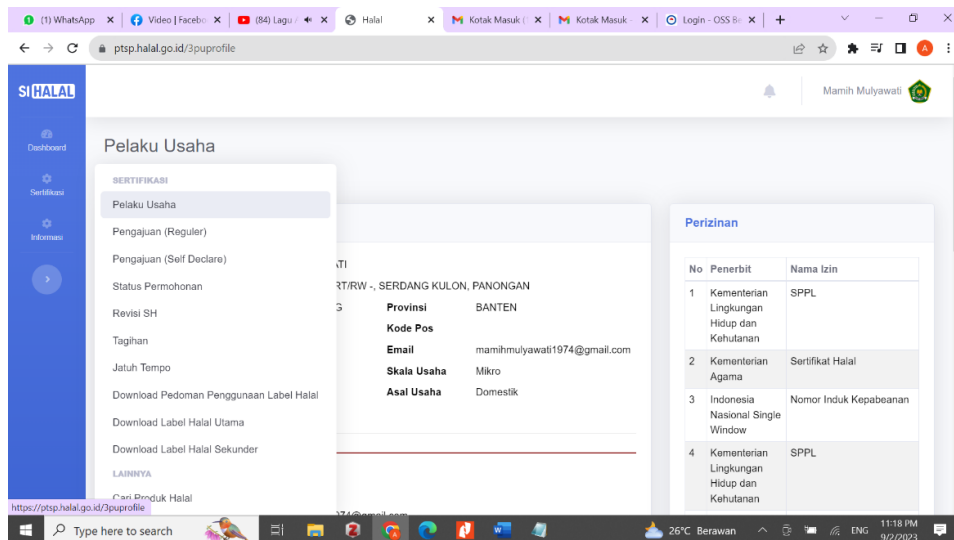 (1) WhatsApp
Video | Facebo
(84) Lagu /
Halal
Kotak Masuk (
Kotak Masuk -
Login - OSS Be
ptsp.halal.go.id/3puprofile
A
SI HALAL
Mamih Mulyawati
Dashboard
Sertifikasi
Informasi
Pelaku Usaha
SERTIFIKASI
Pelaku Usaha
Pengajuan (Reguler)
Pengajuan (Self Declare)
Status Permohonan
Revisi SH
Tagihan
Jatuh Tempo
Download Pedoman Penggunaan Label Halal
Download Label Halal Utama
Download Label Halal Sekunder
LAINNYA
Cari Produk Halal
ATI
RT/RW -, SERDANG KULON, PANONGAN
G Provinsi BANTEN
Kode Pos
Email mamihmulyawati1974@gmail.com
Skala Usaha Mikro
Asal Usaha Domestik
974@gmail.com
Perizinan
No Penerbit Nama Izin
1 Kementerian SPPL
Lingkungan
Hidup dan
Kehutanan
2 Kementerian Sertifikat Halal
Agama
3 Indonesia Nomor Induk Kepabeanan
Nasional Single
Window
4 Kementerian SPPL
Lingkungan
Hidup dan
Kehutanan
https://ptsp.halal.go.id/3puprofile
Type here to search
26°C Berawan
ENG
11:18 PM
9/2/2023